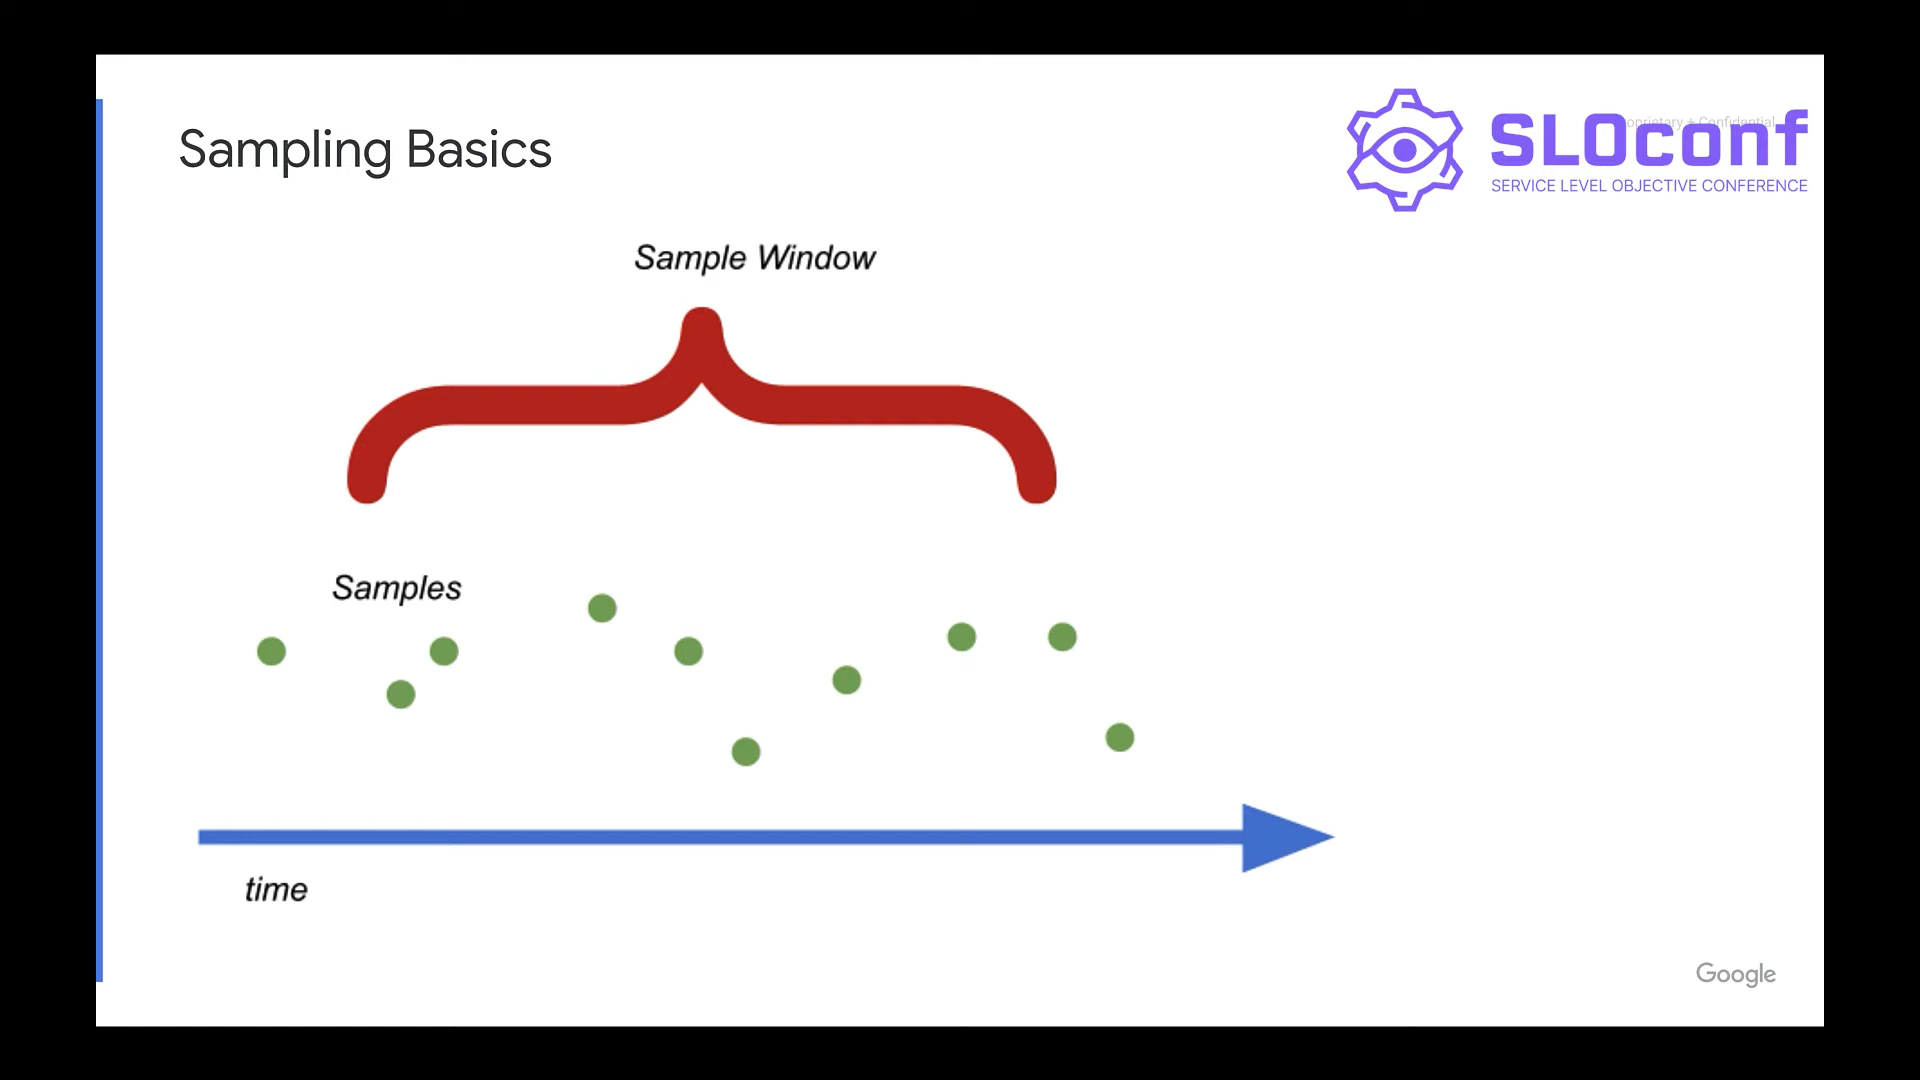 Sampling Basics
SLOconf
SERVICE LEVEL OBJECTIVE CONFERENCE
Sample Window
Samples
time
Google